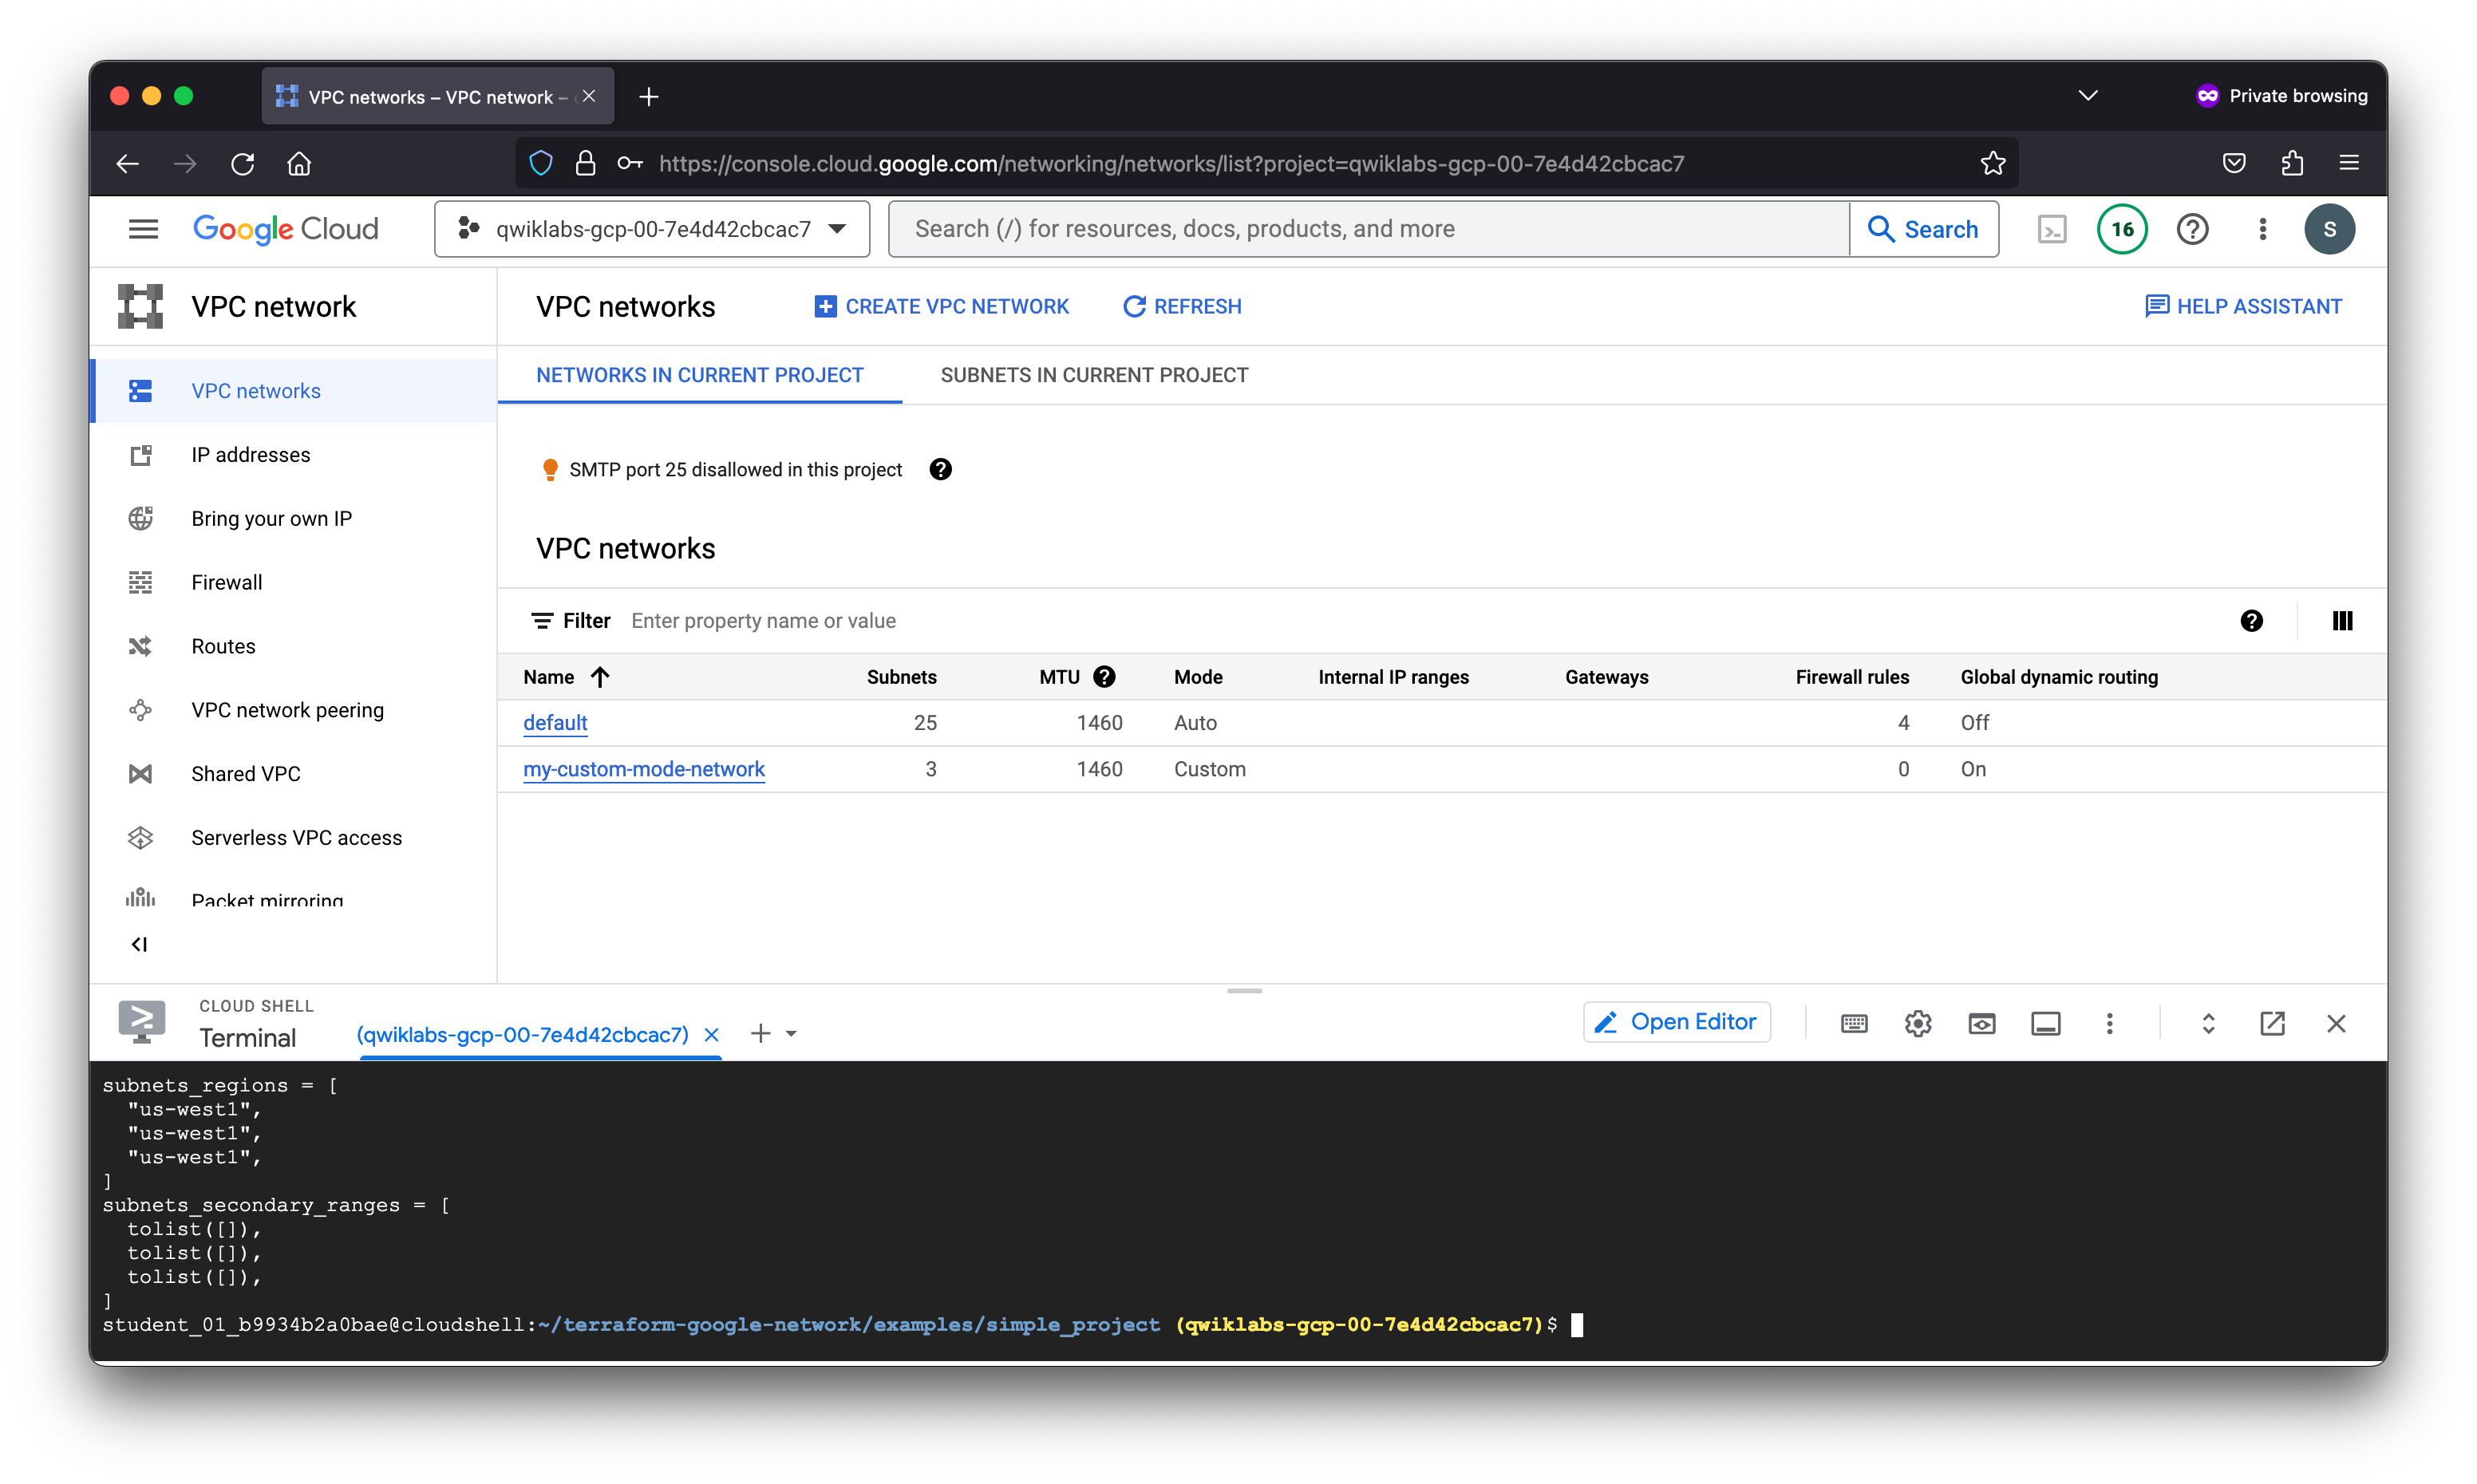 VPC networks – VPC network –
Private browsing
https://console.cloud.google.com/networking/networks/list?project=qwiklabs-gcp-00-7e4d42cbcac7
Google Cloud
qwiklabs-gcp-00-7e4d42cbcac7
Search (/) for resources, docs, products, and more
Search
16
S
VPC network
VPC networks
CREATE VPC NETWORK
REFRESH
HELP ASSISTANT
VPC networks
IP addresses
Bring your own IP
Firewall
Routes
VPC network peering
Shared VPC
Serverless VPC access
Packet mirroring
NETWORKS IN CURRENT PROJECT
SUBNETS IN CURRENT PROJECT
SMTP port 25 disallowed in this project
VPC networks
Filter Enter property name or value
Name Subnets MTU Mode Internal IP ranges Gateways Firewall rules Global dynamic routing
default 25 1460 Auto 4 Off
my-custom-mode-network 3 1460 Custom 0 On
CLOUD SHELL
Terminal
(qwiklabs-gcp-00-7e4d42cbcac7)
Open Editor
subnets_regions = [
  "us-west1",
  "us-west1",
  "us-west1",
]
subnets_secondary_ranges = [
  tolist([]),
  tolist([]),
  tolist([]),
]
student_01_b9934b2a0bae@cloudshell:~/terraform-google-network/examples/simple_project (qwiklabs-gcp-00-7e4d42cbcac7)$